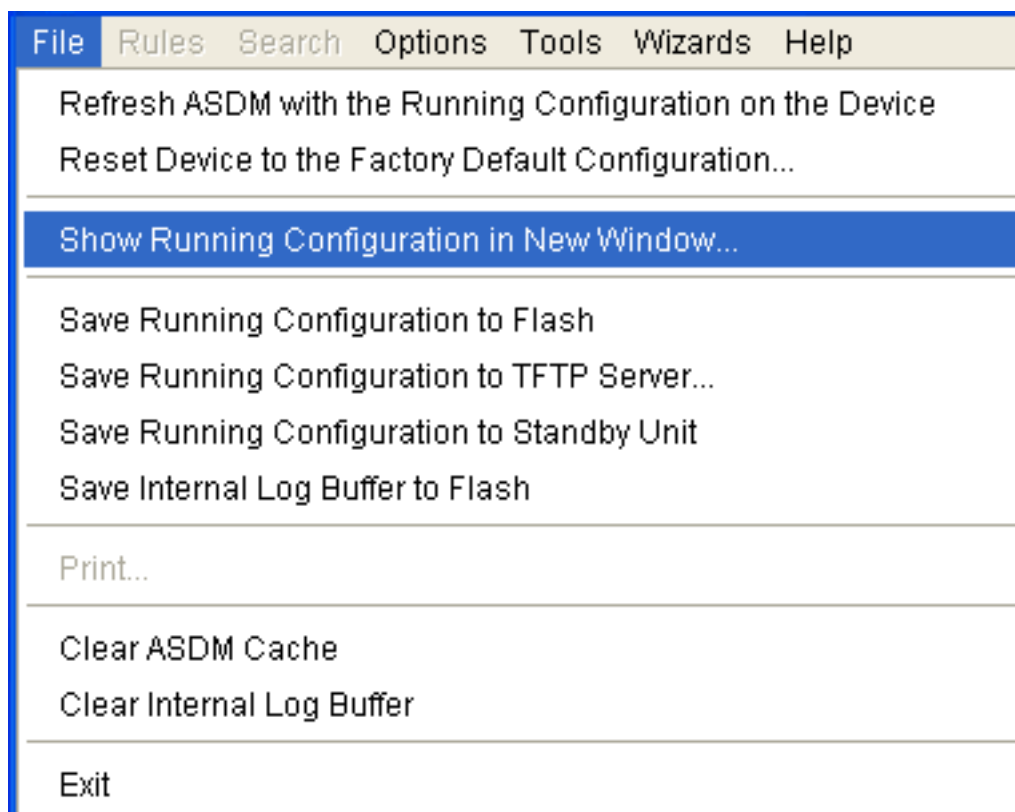 File Rules Search Options Tools Wizards Help
Refresh ASDM with the Running Configuration on the Device
Reset Device to the Factory Default Configuration...
Show Running Configuration in New Window...
Save Running Configuration to Flash
Save Running Configuration to TFTP Server...
Save Running Configuration to Standby Unit
Save Internal Log Buffer to Flash
Print...
Clear ASDM Cache
Clear Internal Log Buffer
Exit